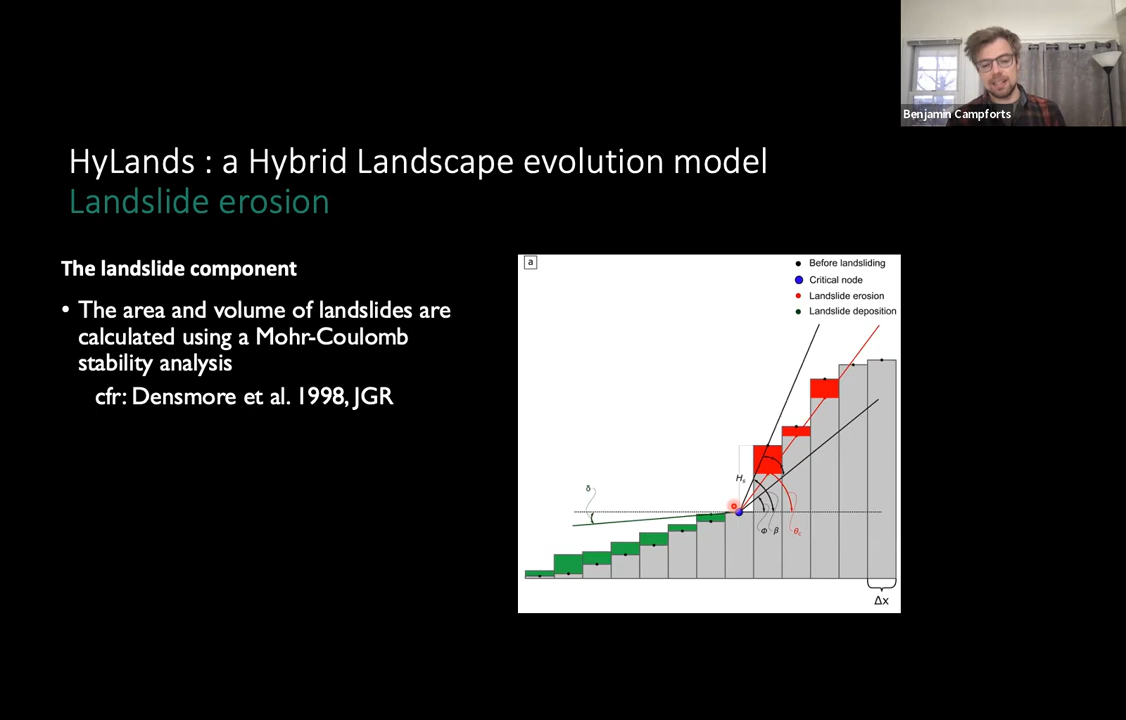 Benjamin Campforts
HyLands : a Hybrid Landscape evolution model
Landslide erosion
The landslide component
• The area and volume of landslides are
calculated using a Mohr-Coulomb
stability analysis
cfr: Densmore et al. 1998, JGR
a
Before landsliding
Critical node
Landslide erosion
Landslide deposition
Hs
δ
Φ β θc
Δx